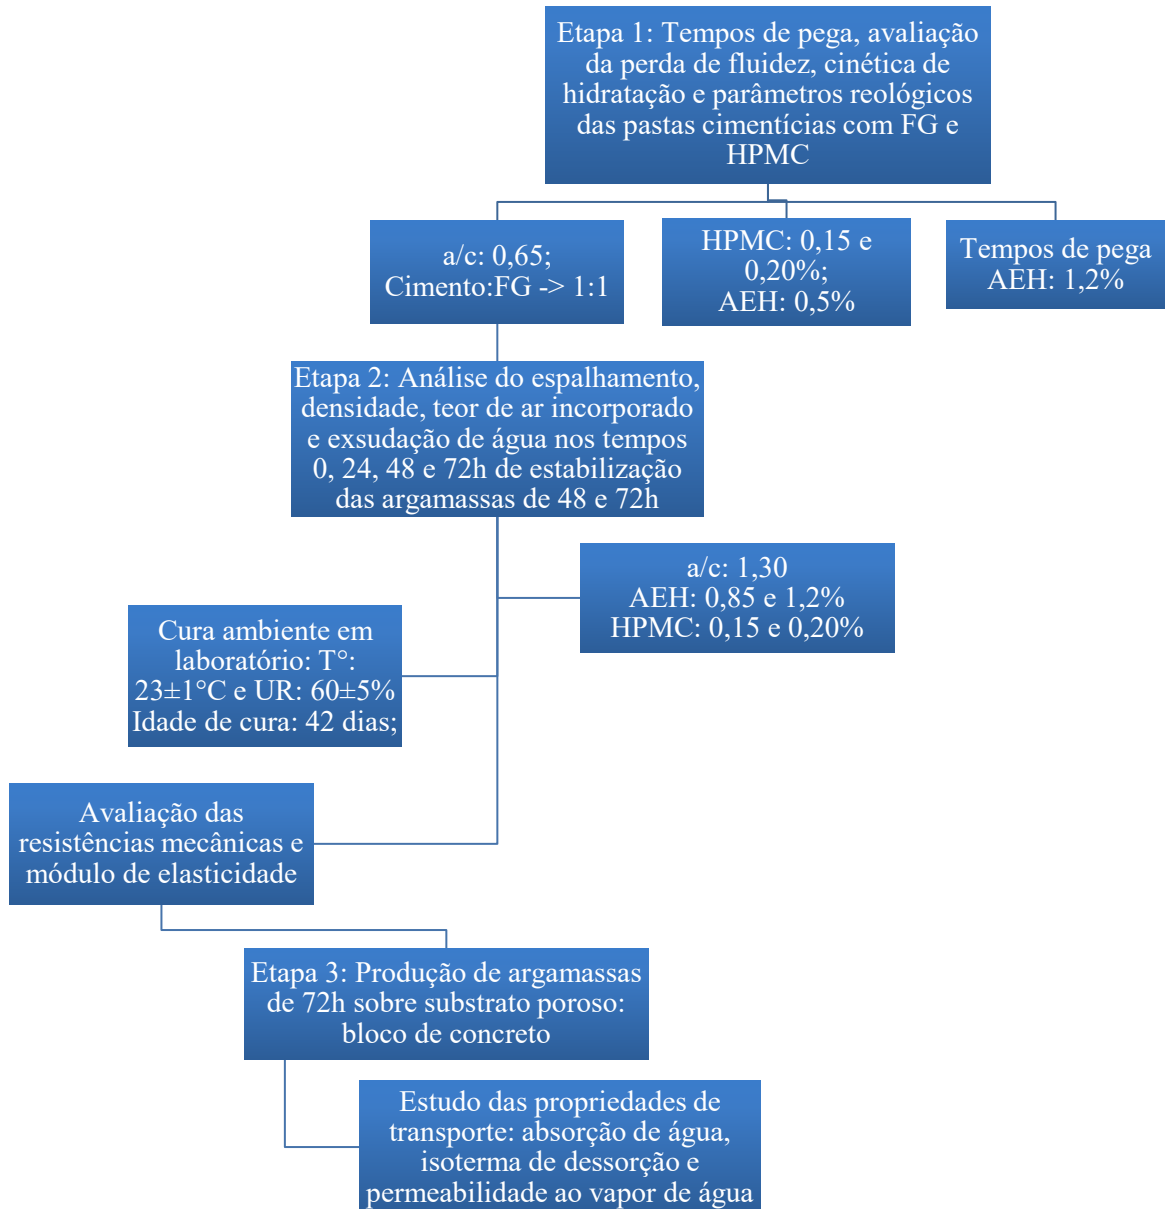 Etapa 1: Tempos de pega, avaliação
da perda de fluidez, cinética de
hidratação e parâmetros reológicos
das pastas cimentícias com FG e
HPMC
a/c: 0,65;
Cimento:FG -> 1:1
HPMC: 0,15 e
0,20%;
AEH: 0,5%
Tempos de pega
AEH: 1,2%
Etapa 2: Análise do espalhamento,
densidade, teor de ar incorporado
e exsudação de água nos tempos
0, 24, 48 e 72h de estabilização
das argamassas de 48 e 72h
a/c: 1,30
AEH: 0,85 e 1,2%
HPMC: 0,15 e 0,20%
Cura ambiente em
laboratório: T°:
23±1°C e UR: 60±5%
Idade de cura: 42 dias;
Avaliação das
resistências mecânicas e
módulo de elasticidade
Etapa 3: Produção de argamassas
de 72h sobre substrato poroso:
bloco de concreto
Estudo das propriedades de
transporte: absorção de água,
isoterma de dessorção e
permeabilidade ao vapor de água